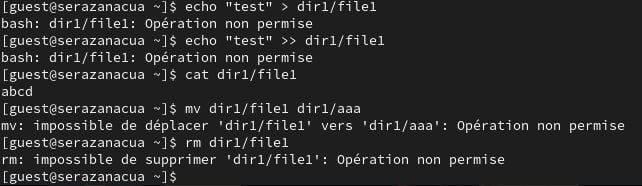 [guest@serazanacua ~]$ echo "test" > dir1/file1
bash: dir1/file1: Opération non permise
[guest@serazanacua ~]$ echo "test" >> dir1/file1
bash: dir1/file1: Opération non permise
[guest@serazanacua ~]$ cat dir1/file1
abcd
[guest@serazanacua ~]$ mv dir1/file1 dir1/aaa
mv: impossible de déplacer 'dir1/file1' vers 'dir1/aaa': Opération non permise
[guest@serazanacua ~]$ rm dir1/file1
rm: impossible de supprimer 'dir1/file1': Opération non permise
[guest@serazanacua ~]$